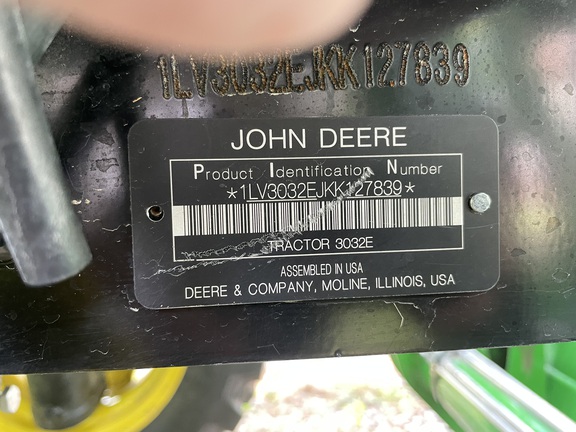 1LV3032EJKK127839
JOHN DEERE
Product Identification Number
*1LV3032EJKK127839*
TRACTOR 3032E
ASSEMBLED IN USA
DEERE & COMPANY, MOLINE, ILLINOIS, USA